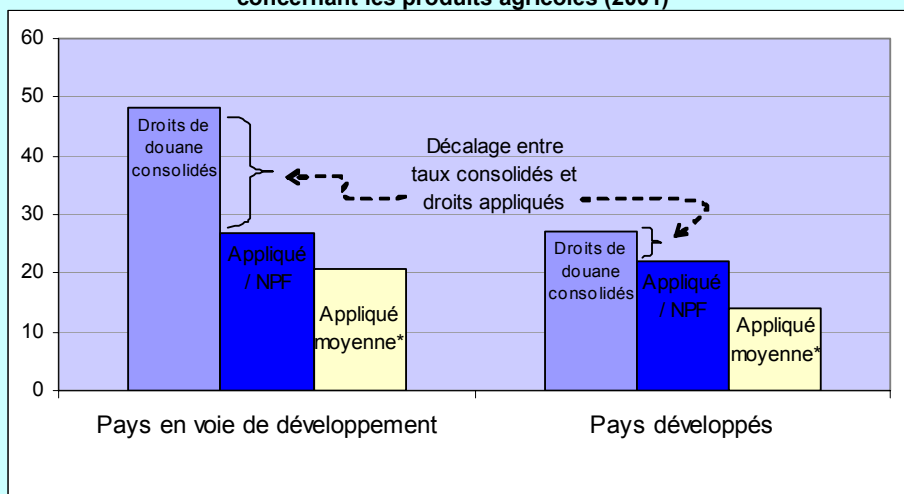 concernant les produits agricoles (2001)
60
50
40
30
20
10
0
Droits de
douane
consolidés
Décalage entre
taux consolidés et
droits appliqués
Appliqué
/ NPF
Appliqué
moyenne*
Droits de
douane
consolidés
Appliqué
/ NPF
Appliqué
moyenne*
Pays en voie de développement
Pays développés